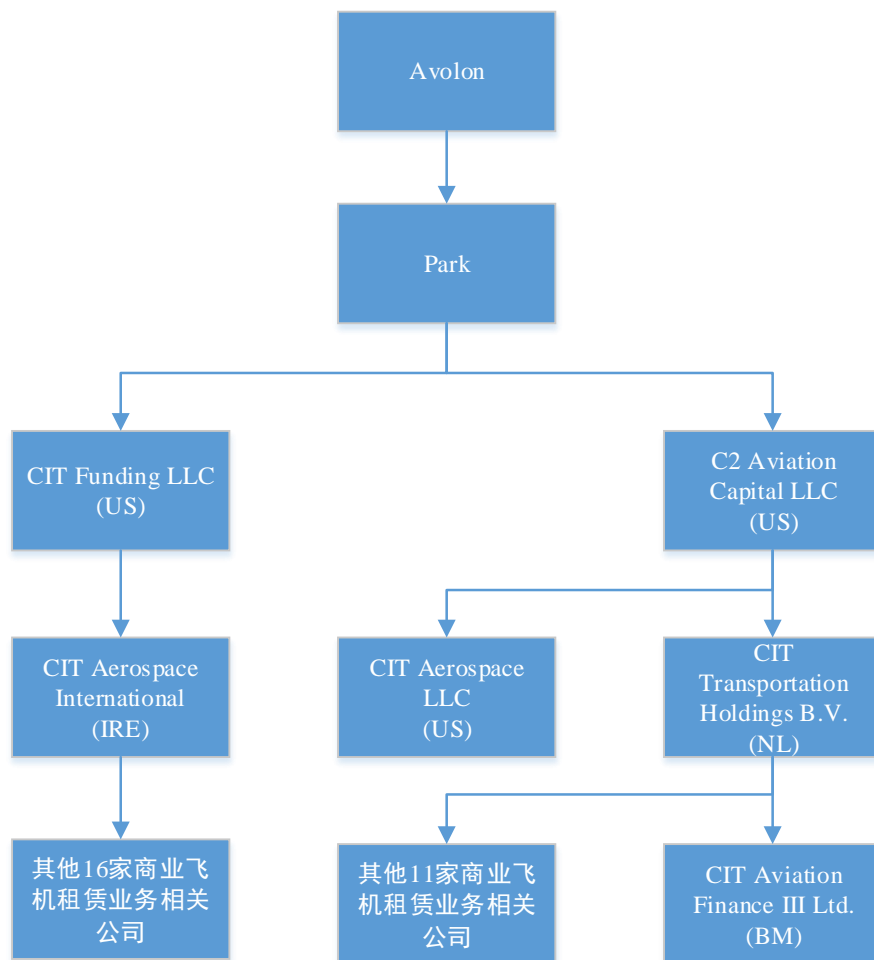 Avolon
Park
CIT Funding LLC
(US)
C2 Aviation
Capital LLC
(US)
CIT Aerospace
International
(IRE)
CIT Aerospace
LLC
(US)
CIT
Transportation
Holdings B.V.
(NL)
其他16家商业飞
机租赁业务相关
公司
其他11家商业飞
机租赁业务相关
公司
CIT Aviation
Finance III Ltd.
(BM)